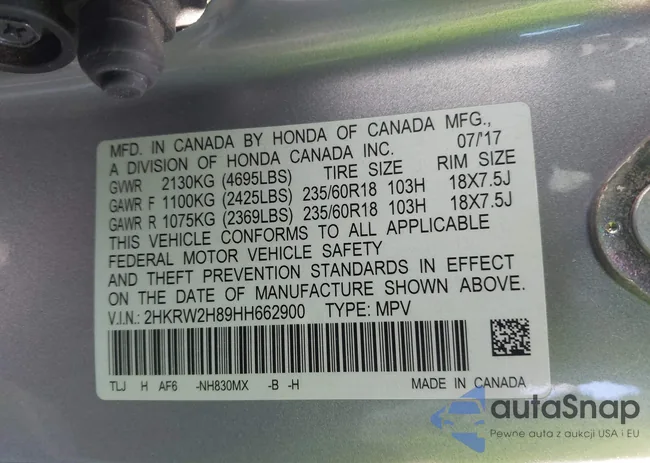 MFD. IN CANADA BY HONDA OF CANADA MFG.,
A DIVISION OF HONDA CANADA INC. 07/'17
GVWR 2130KG (4695LBS) TIRE SIZE RIM SIZE
GAWR F 1100KG (2425LBS) 235/60R18 103H 18X7.5J
GAWR R 1075KG (2369LBS) 235/60R18 103H 18X7.5J
THIS VEHICLE CONFORMS TO ALL APPLICABLE
FEDERAL MOTOR VEHICLE SAFETY
AND THEFT PREVENTION STANDARDS IN EFFECT
ON THE DATE OF MANUFACTURE SHOWN ABOVE.
V.I.N.: 2HKRW2H89HH662900 TYPE: MPV
TLJ H AF6 -NH830MX -B -H MADE IN CANADA
autaSnap
Pewne auta z aukcji USA i EU